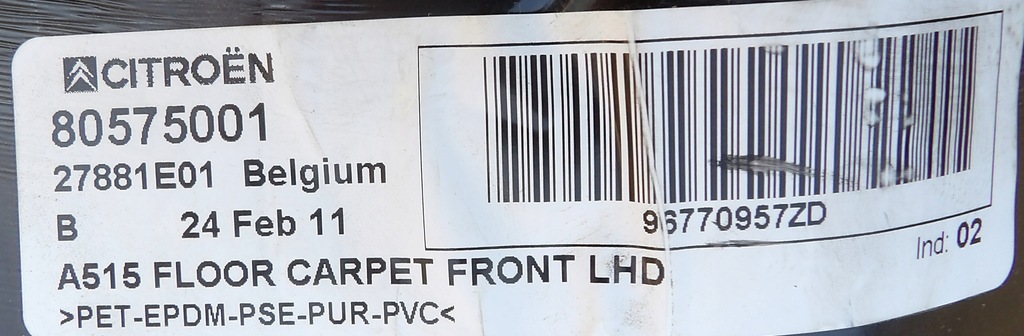 CITROËN
80575001
27881E01 Belgium
B 24 Feb 11
96770957ZD
Ind: 02
A515 FLOOR CARPET FRONT LHD
>PET-EPDM-PSE-PUR-PVC<